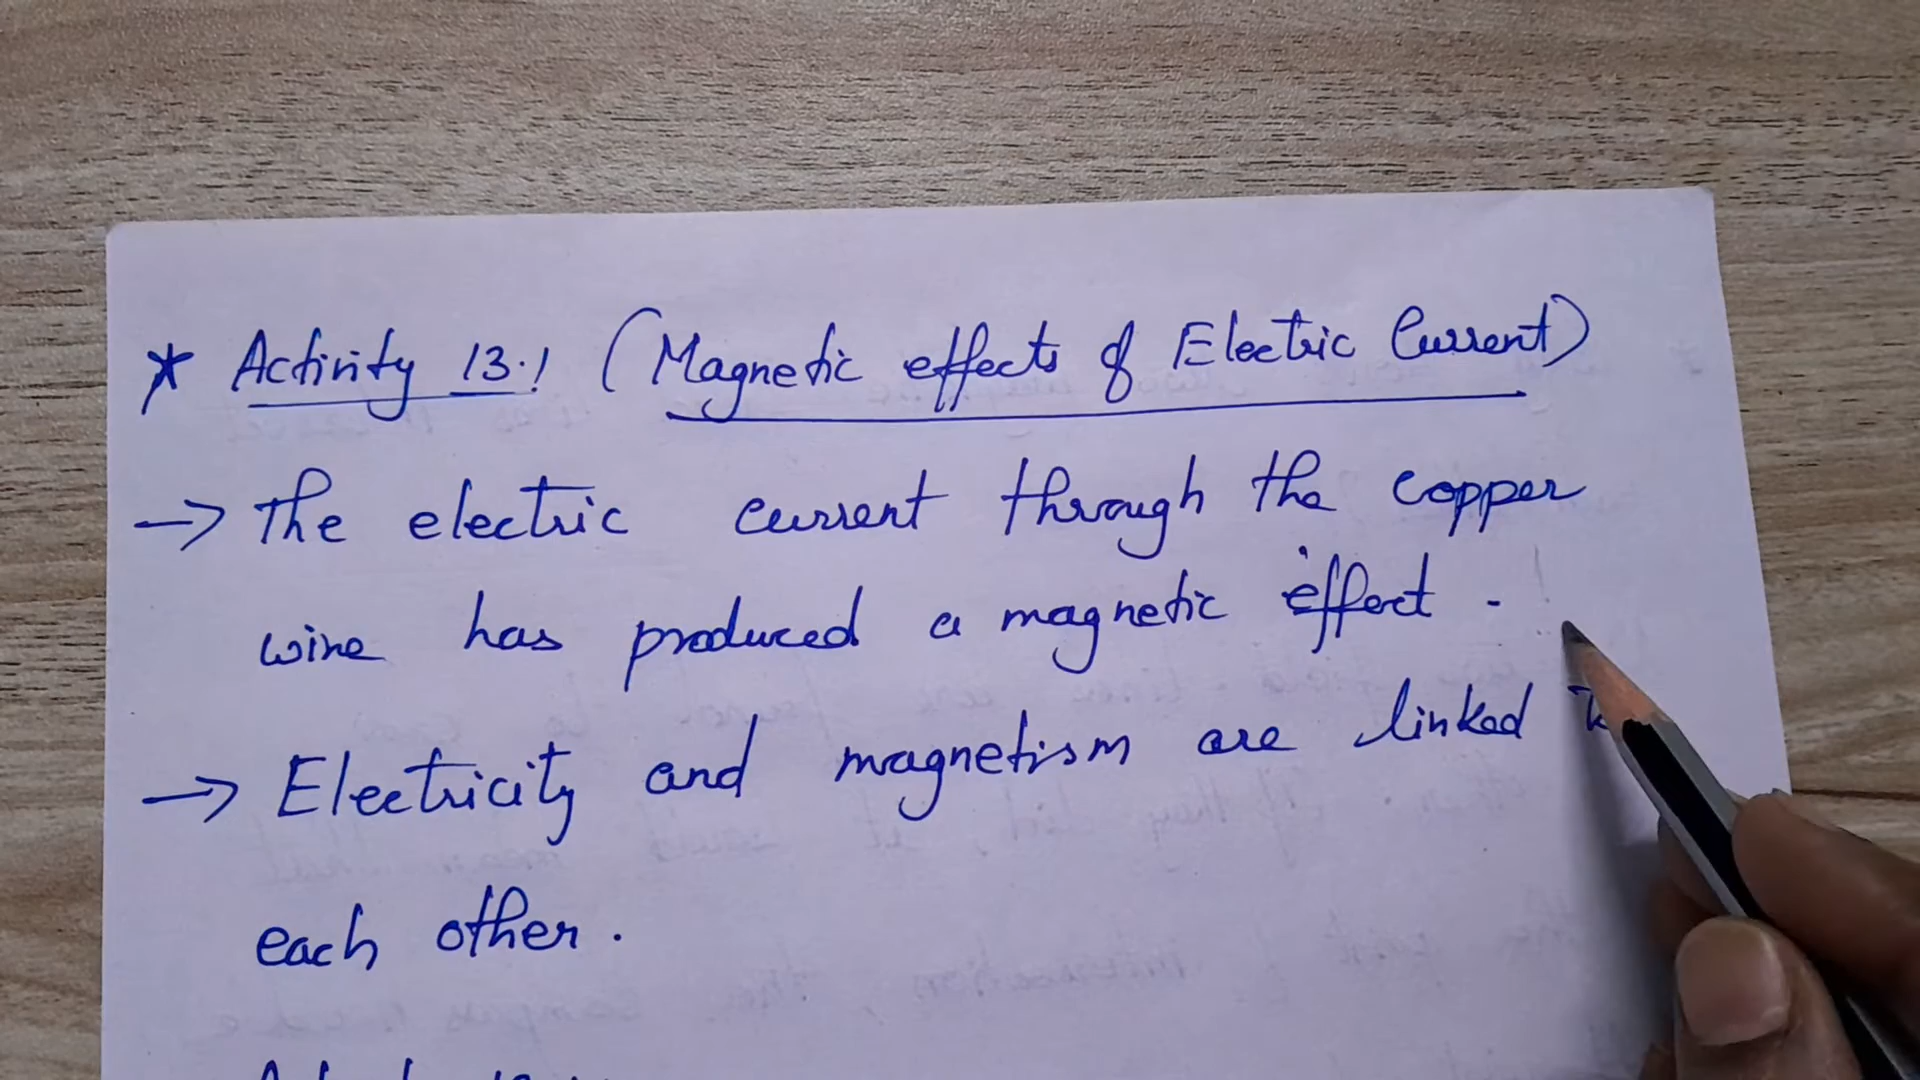 * Activity 13.1 (Magnetic effects of Electric Current)
→ The electric current through the copper
wire has produced a magnetic effect.
→ Electricity and magnetism are linked to
each other.